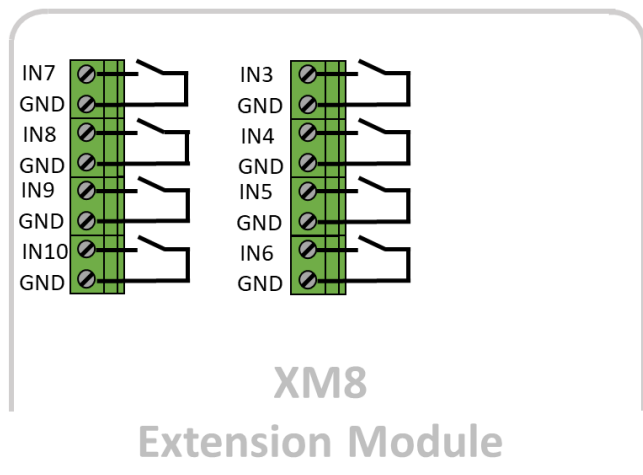 IN7
GND
IN8
GND
IN9
GND
IN10
GND
IN3
GND
IN4
GND
IN5
GND
IN6
GND
XM8
Extension Module